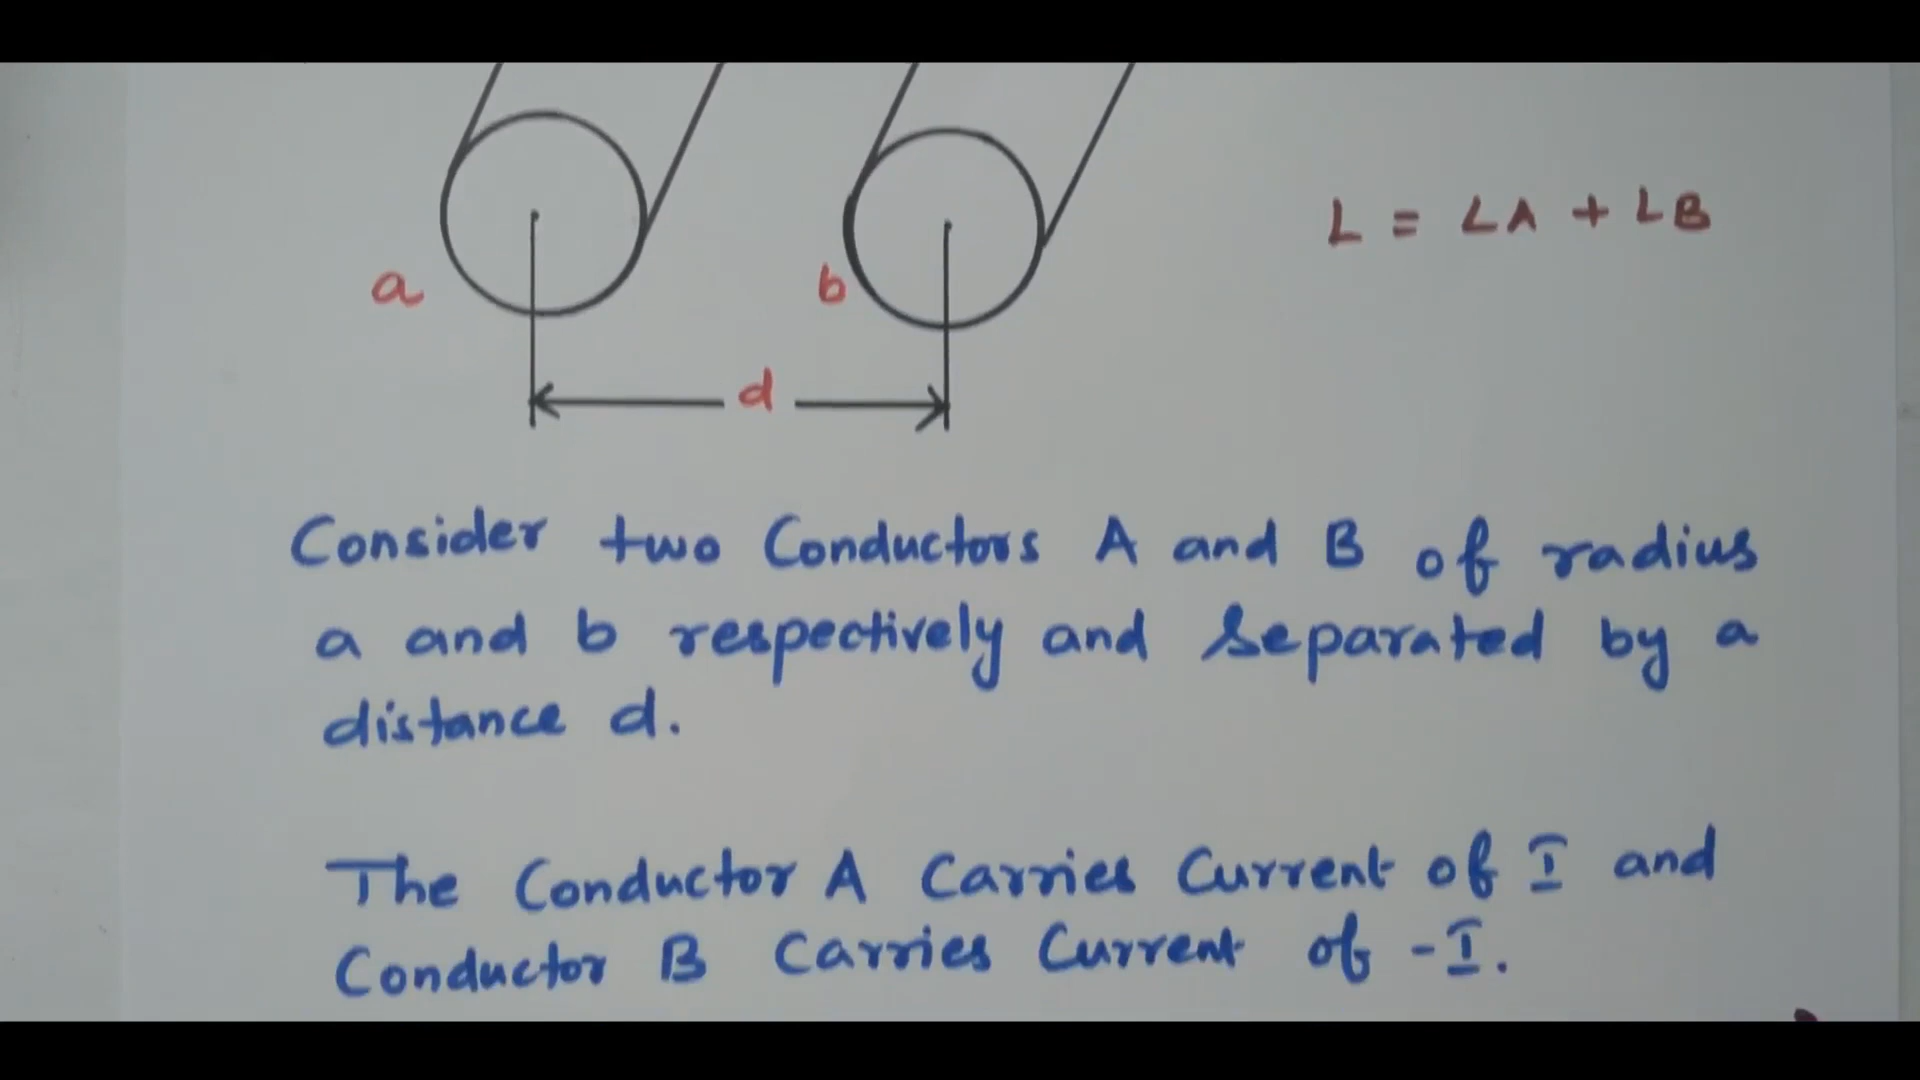 L = LA + LB
a
b
d
Consider two Conductors A and B of radius
a and b respectively and Separated by a
distance d.
The Conductor A Carries Current of I and
Conductor B Carries Current of -I.